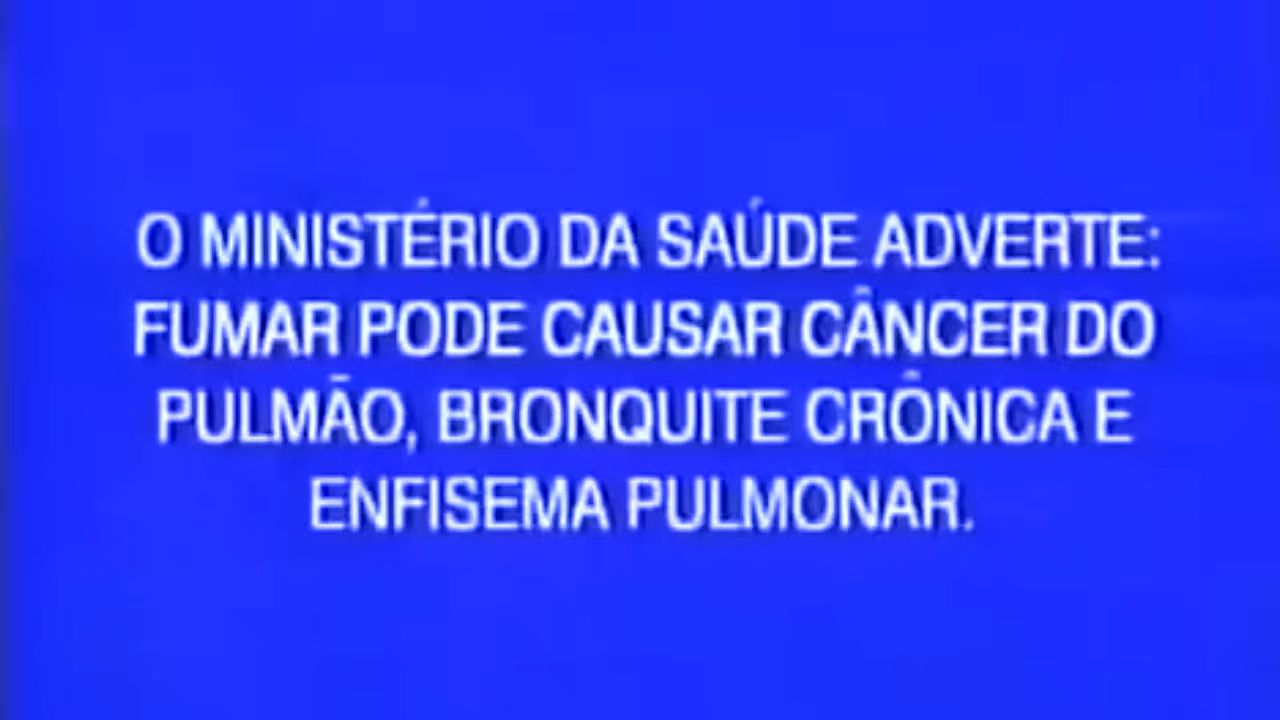 O MINISTÉRIO DA SAÚDE ADVERTE:
FUMAR PODE CAUSAR CÂNCER DO
PULMÃO, BRONQUITE CRÔNICA E
ENFISEMA PULMONAR.